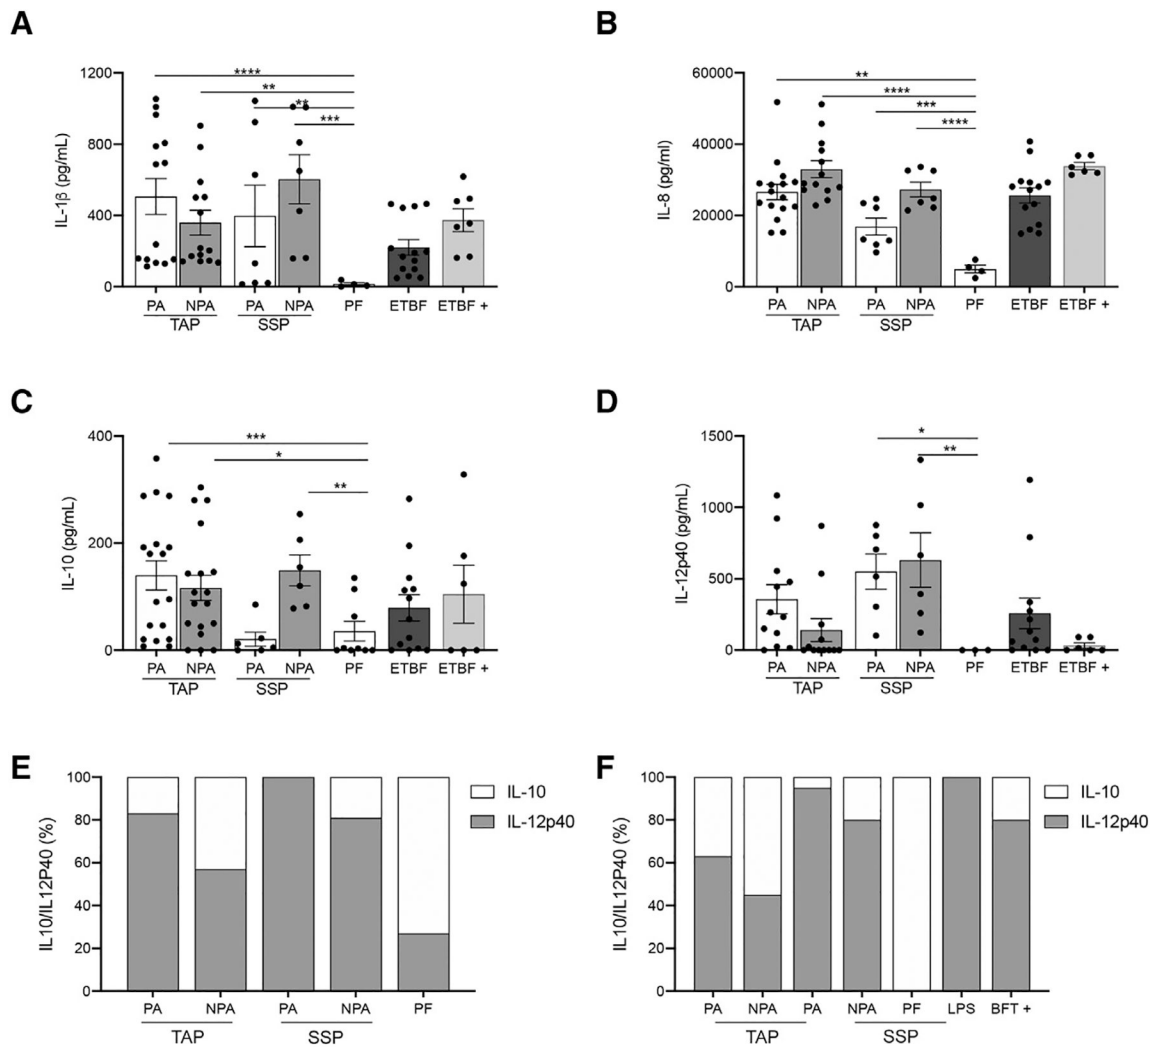 A
IL-1β (pg/mL)
1200
800
400
0
****
**
**
***
PA NPA PA NPA PF ETBF ETBF +
TAP SSP
B
IL-8 (pg/ml)
60000
40000
20000
0
**
****
***
****
PA NPA PA NPA PF ETBF ETBF +
TAP SSP
C
IL-10 (pg/mL)
400
200
0
***
*
**
PA NPA PA NPA PF ETBF ETBF +
TAP SSP
D
IL-12p40 (pg/mL)
1500
1000
500
0
*
**
PA NPA PA NPA PF ETBF ETBF +
TAP SSP
E
IL10/IL12P40 (%)
100
80
60
40
20
0
IL-10
IL-12p40
PA NPA PA NPA PF
TAP SSP
F
IL10/IL12P40 (%)
100
80
60
40
20
0
IL-10
IL-12p40
PA NPA PA NPA PF LPS BFT +
TAP SSP